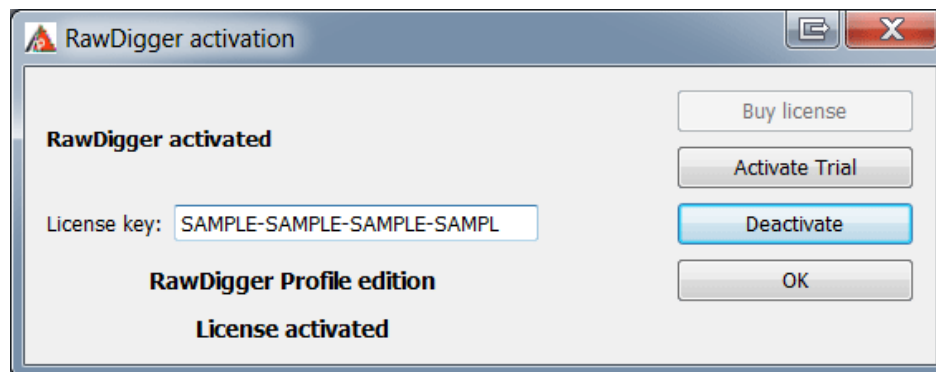 RawDigger activation
Buy license
RawDigger activated
Activate Trial
License key: SAMPLE-SAMPLE-SAMPLE-SAMPL
Deactivate
RawDigger Profile edition
OK
License activated